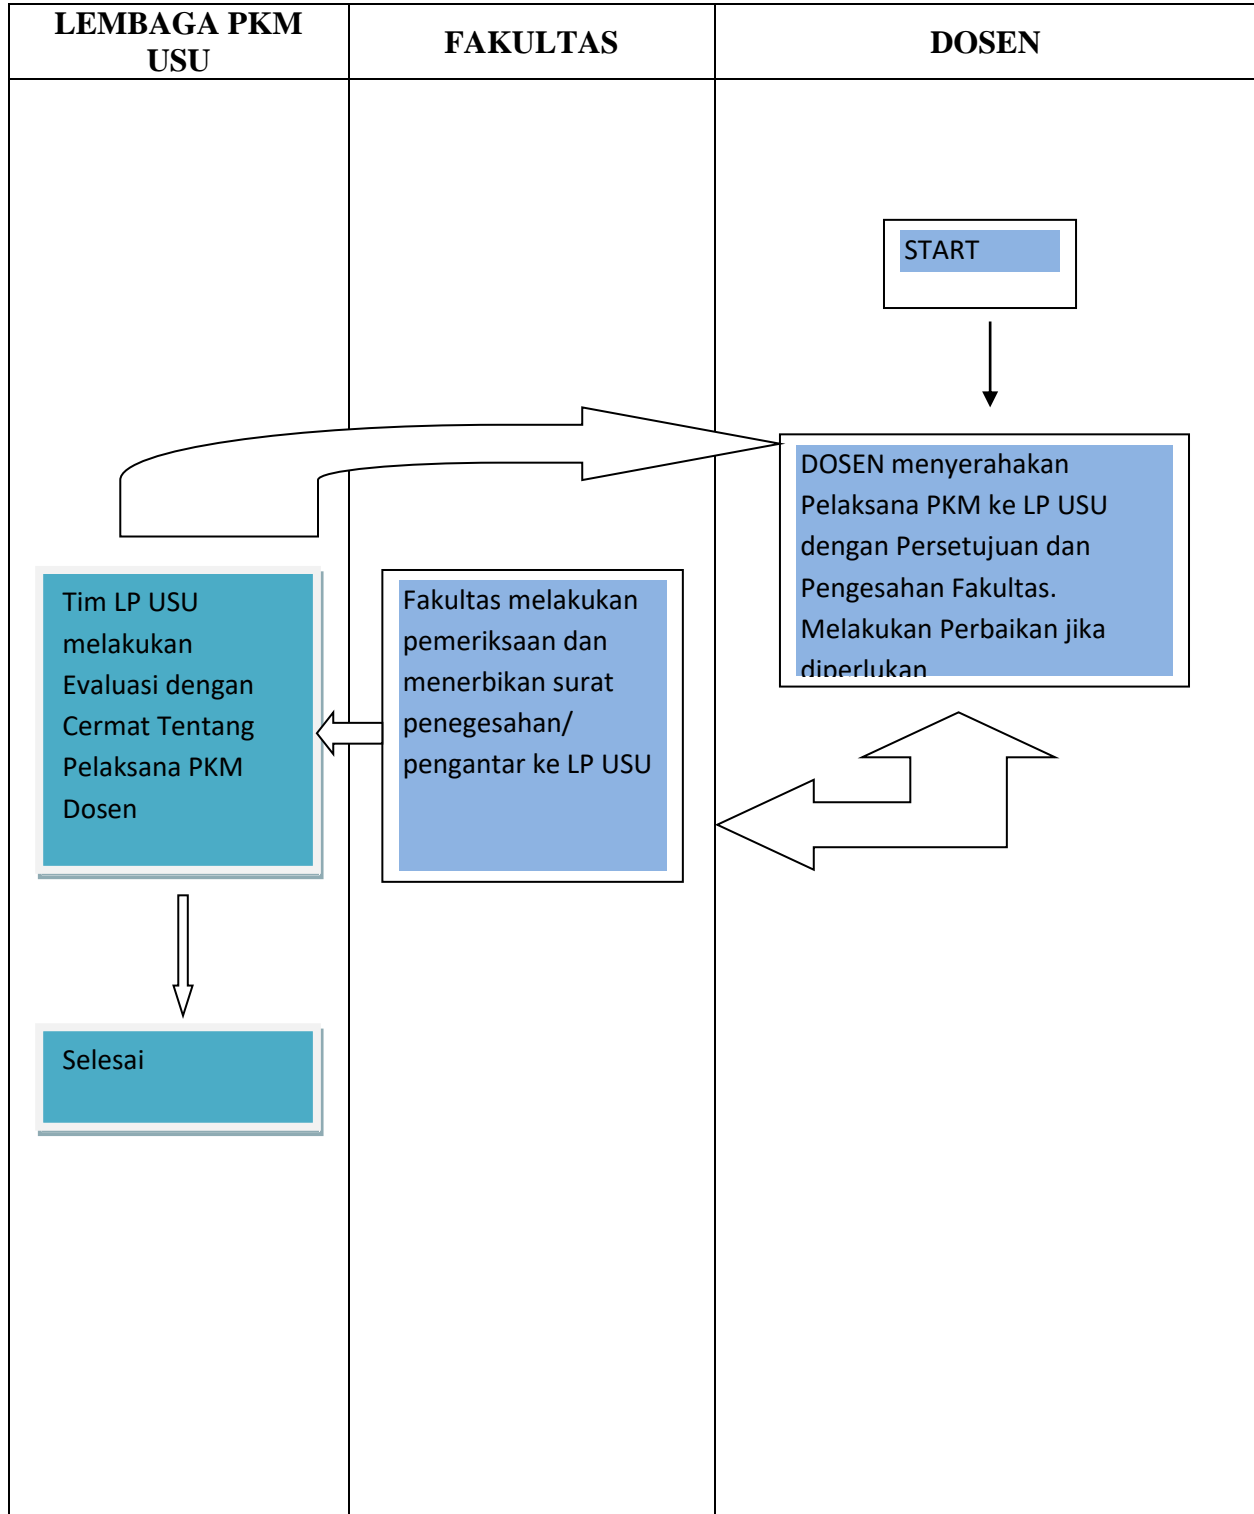 LEMBAGA PKM
USU
FAKULTAS
DOSEN
START
DOSEN menyerahakan
Pelaksana PKM ke LP USU
dengan Persetujuan dan
Pengesahan Fakultas.
Melakukan Perbaikan jika
diperlukan
Tim LP USU
melakukan
Evaluasi dengan
Cermat Tentang
Pelaksana PKM
Dosen
Fakultas melakukan
pemeriksaan dan
menerbikan surat
penegesahan/
pengantar ke LP USU
Selesai